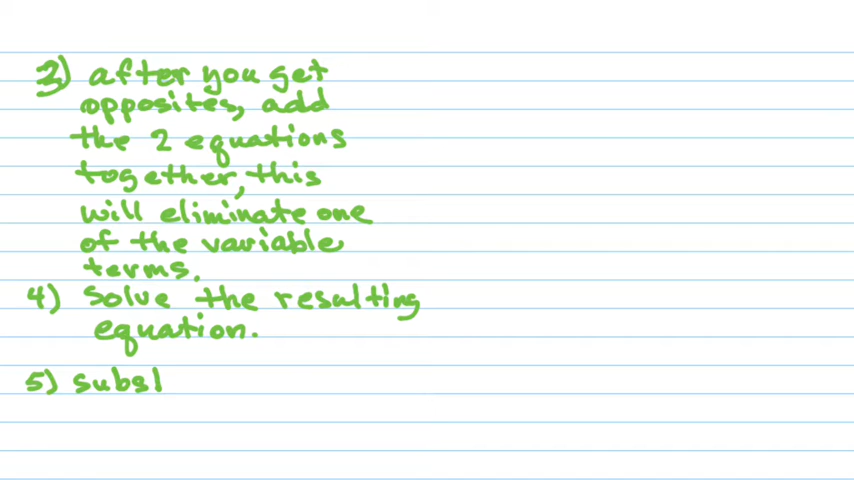 3) after you get
opposites, add
the 2 equations
together, this
will eliminate one
of the variable
terms.
4) Solve the resulting
equation.
5) subsl